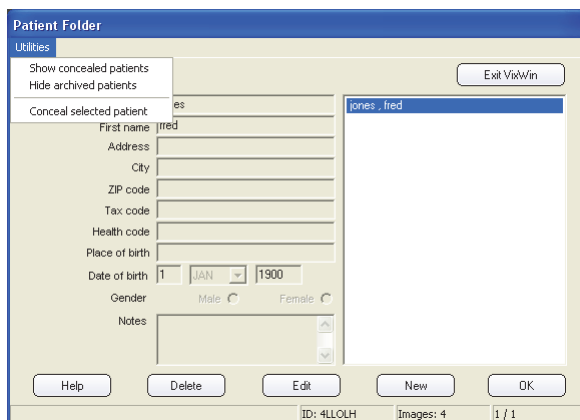 Patient Folder
Utilities
Show concealed patients
Hide archived patients
Conceal selected patient
Exit VixWin
es
jones , fred
First name fred
Address
City
ZIP code
Tax code
Health code
Place of birth
Date of birth 1 JAN 1900
Gender Male Female
Notes
Help Delete Edit New OK
ID: 4LLOLH Images: 4 1 / 1